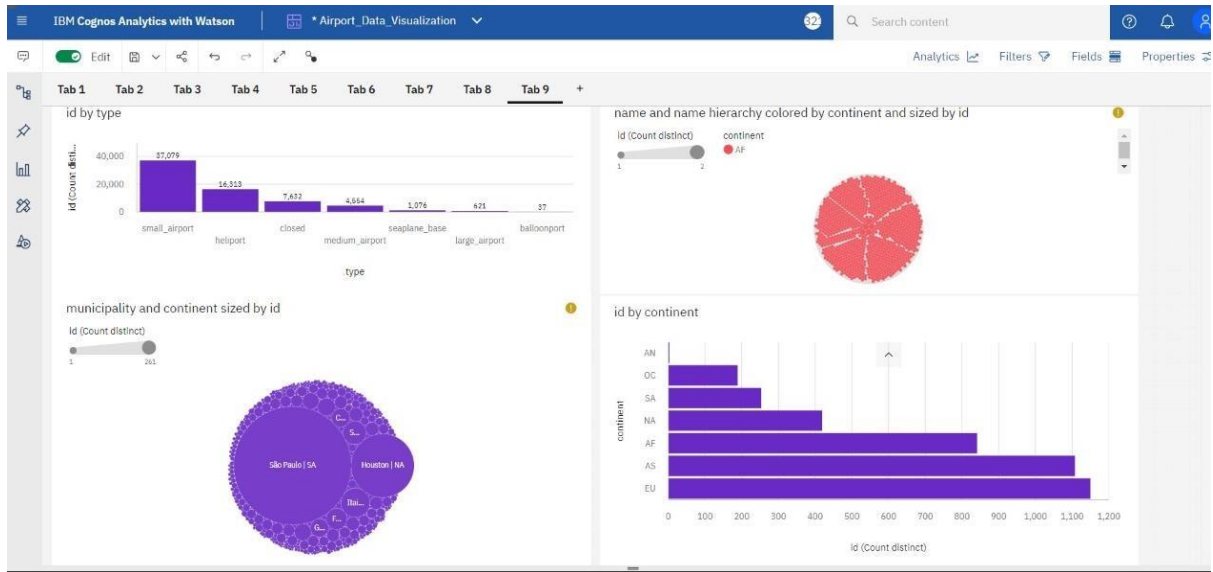 IBM Cognos Analytics with Watson
* Airport_Data_Visualization
Search content
Edit
Analytics
Filters
Fields
Properties
Tab 1 Tab 2 Tab 3 Tab 4 Tab 5 Tab 6 Tab 7 Tab 8 Tab 9 +
id by type
id (Count disti...
40,000
20,000
0
37,079
16,313
7,632
4,664
1,076
621
37
small_airport
heliport
closed
medium_airport
seaplane_base
large_airport
balloonport
type
name and name hierarchy colored by continent and sized by id
id (Count distinct)
1 2
continent
AF
municipality and continent sized by id
id (Count distinct)
1 261
C...
S...
São Paulo | SA
Houston | NA
Itai...
F...
G...
id by continent
continent
AN
OC
SA
NA
AF
AS
EU
0 100 200 300 400 500 600 700 800 900 1,000 1,100 1,200
id (Count distinct)